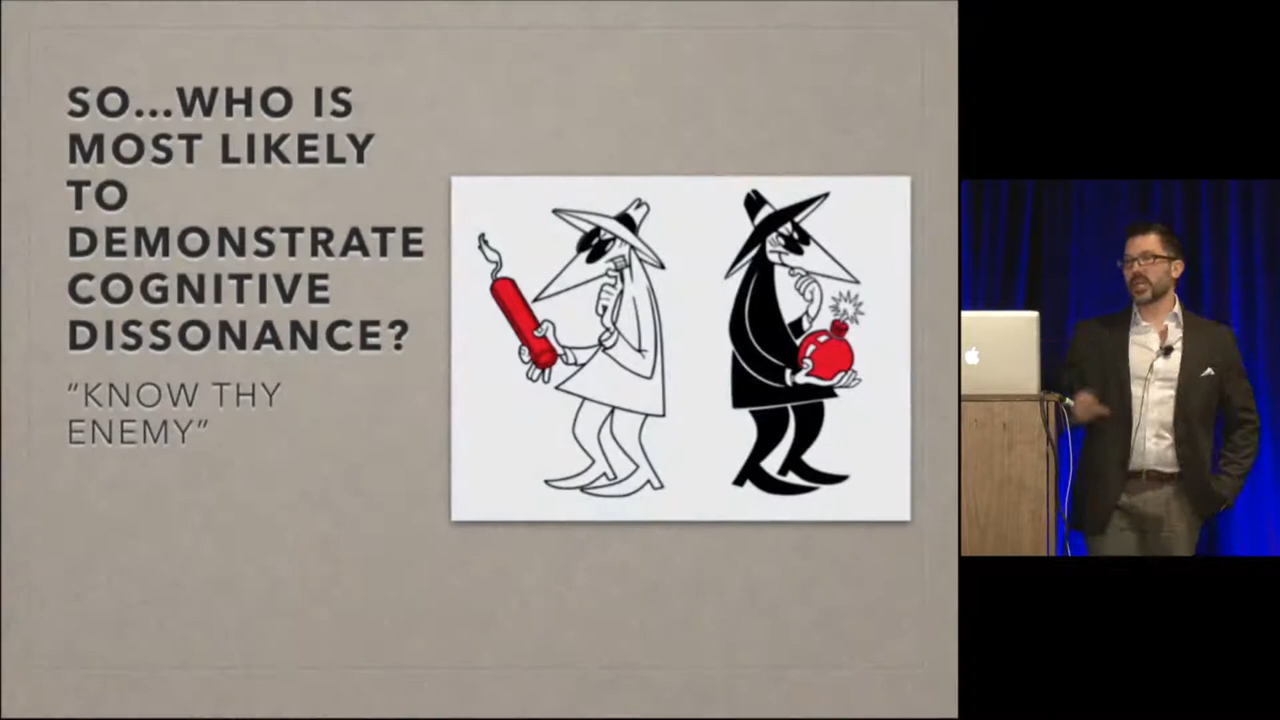 SO...WHO IS
MOST LIKELY
TO
DEMONSTRATE
COGNITIVE
DISSONANCE?
"KNOW THY
ENEMY"